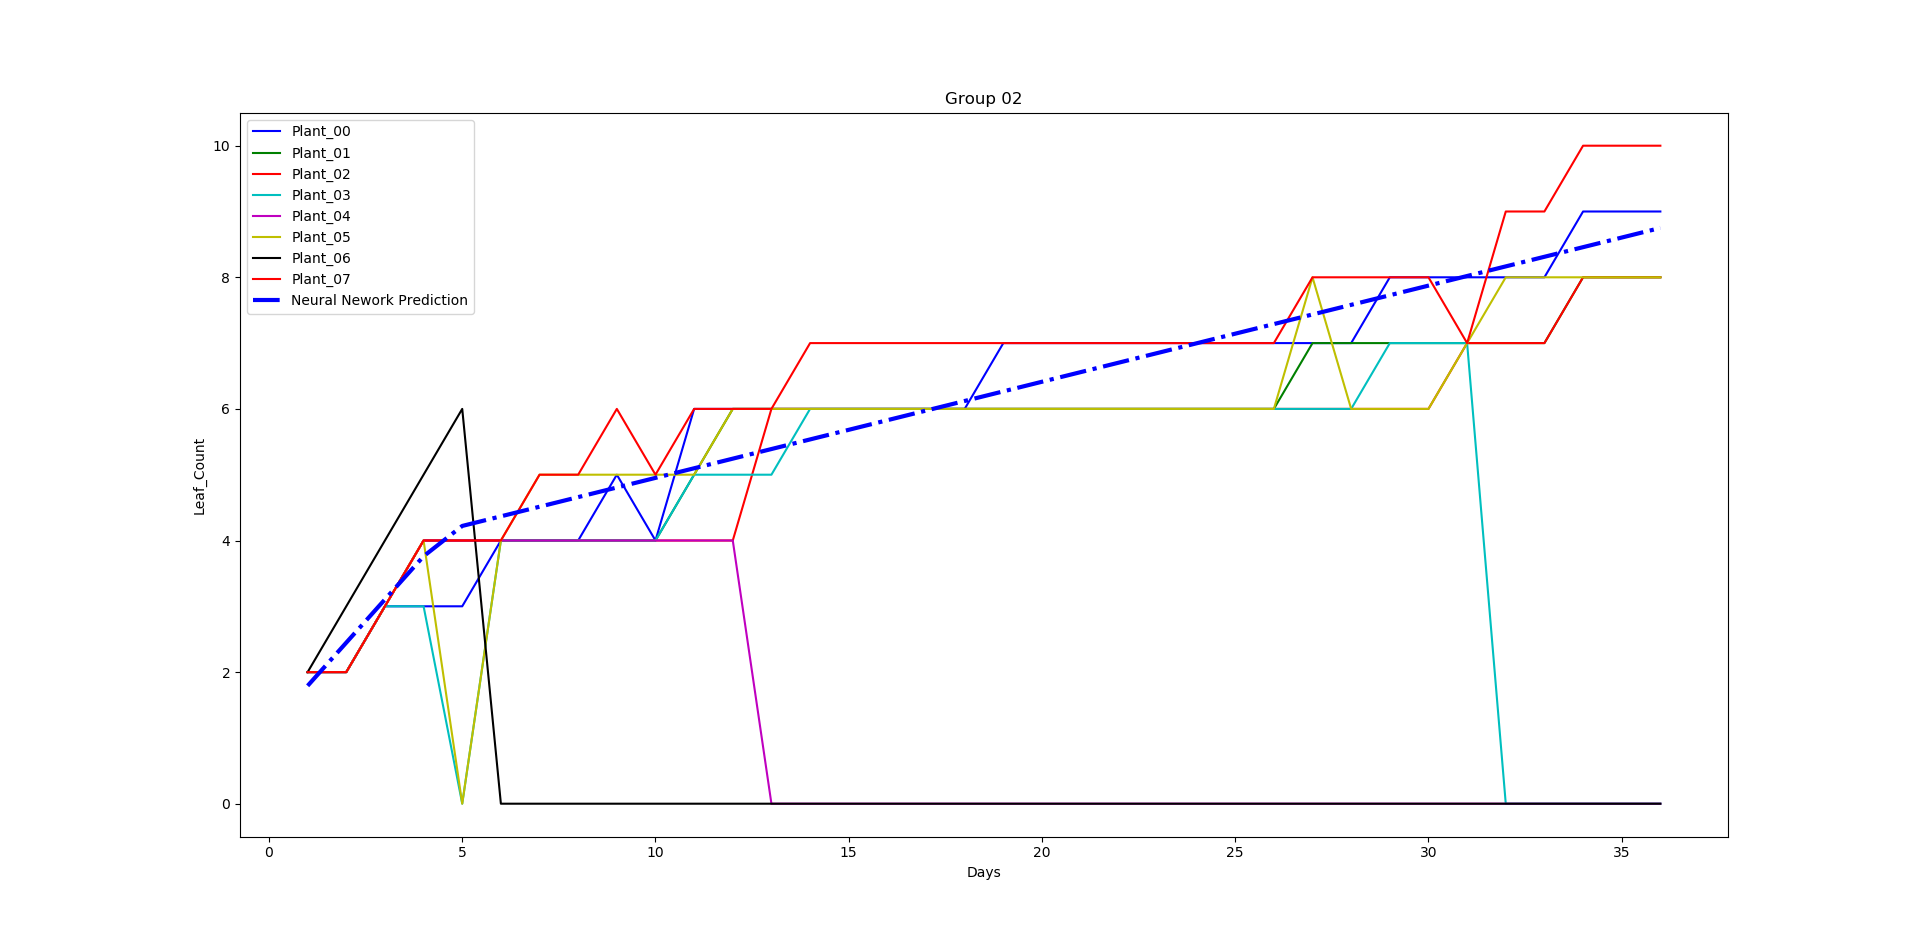 Group 02
Plant_00
Plant_01
Plant_02
Plant_03
Plant_04
Plant_05
Plant_06
Plant_07
Neural Nework Prediction
10
8
6
4
2
0
Leaf_Count
0 5 10 15 20 25 30 35
Days